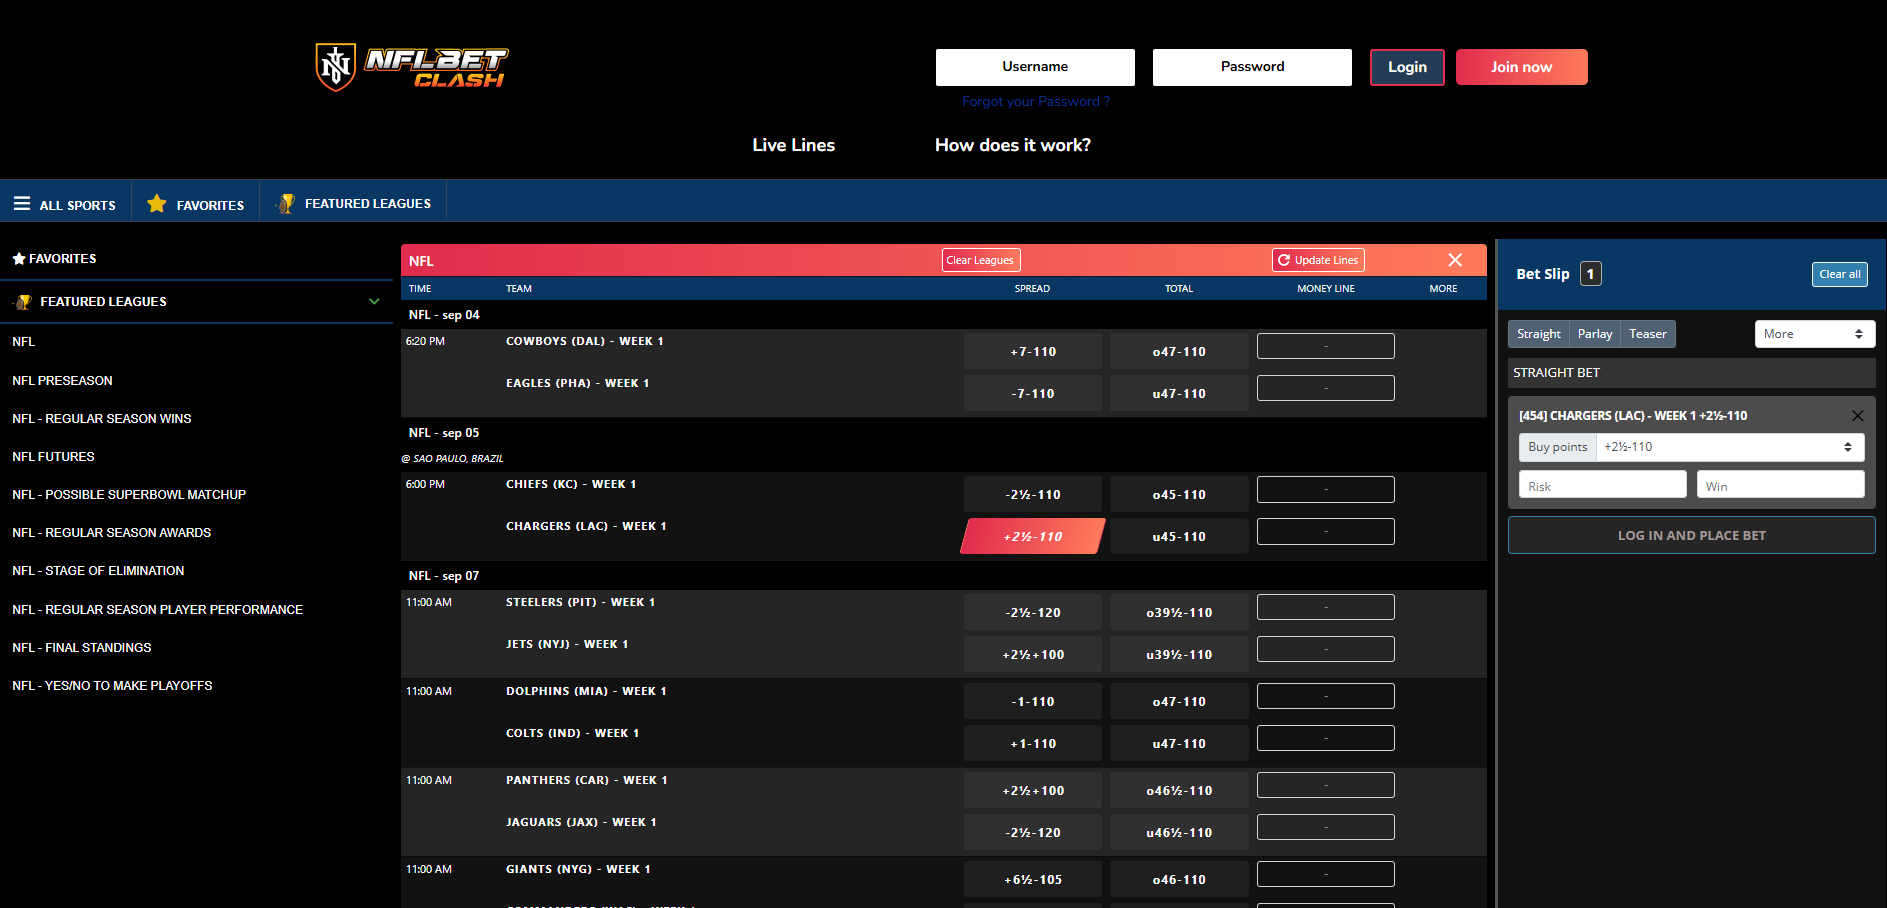 NFLBET
CLASH
Username
Password
Login
Join now
Forgot your Password ?
Live Lines
How does it work?
ALL SPORTS
FAVORITES
FEATURED LEAGUES
FAVORITES
FEATURED LEAGUES
NFL
NFL PRESEASON
NFL - REGULAR SEASON WINS
NFL FUTURES
NFL - POSSIBLE SUPERBOWL MATCHUP
NFL - REGULAR SEASON AWARDS
NFL - STAGE OF ELIMINATION
NFL - REGULAR SEASON PLAYER PERFORMANCE
NFL - FINAL STANDINGS
NFL - YES/NO TO MAKE PLAYOFFS
NFL Clear Leagues Update Lines
TIME TEAM SPREAD TOTAL MONEY LINE MORE
NFL - sep 04
6:20 PM COWBOYS (DAL) - WEEK 1 +7-110 o47-110 -
EAGLES (PHA) - WEEK 1 -7-110 u47-110 -
NFL - sep 05
@ SAO PAULO, BRAZIL
6:00 PM CHIEFS (KC) - WEEK 1 -2½-110 o45-110 -
CHARGERS (LAC) - WEEK 1 +2½-110 u45-110 -
NFL - sep 07
11:00 AM STEELERS (PIT) - WEEK 1 -2½-120 o39½-110 -
JETS (NYJ) - WEEK 1 +2½+100 u39½-110 -
11:00 AM DOLPHINS (MIA) - WEEK 1 -1-110 o47-110 -
COLTS (IND) - WEEK 1 +1-110 u47-110 -
11:00 AM PANTHERS (CAR) - WEEK 1 +2½+100 o46½-110 -
JAGUARS (JAX) - WEEK 1 -2½-120 u46½-110 -
11:00 AM GIANTS (NYG) - WEEK 1 +6½-105 o46-110 -
Bet Slip 1 Clear all
Straight Parlay Teaser More
STRAIGHT BET
[454] CHARGERS (LAC) - WEEK 1 +2½-110
Buy points +2½-110
Risk Win
LOG IN AND PLACE BET